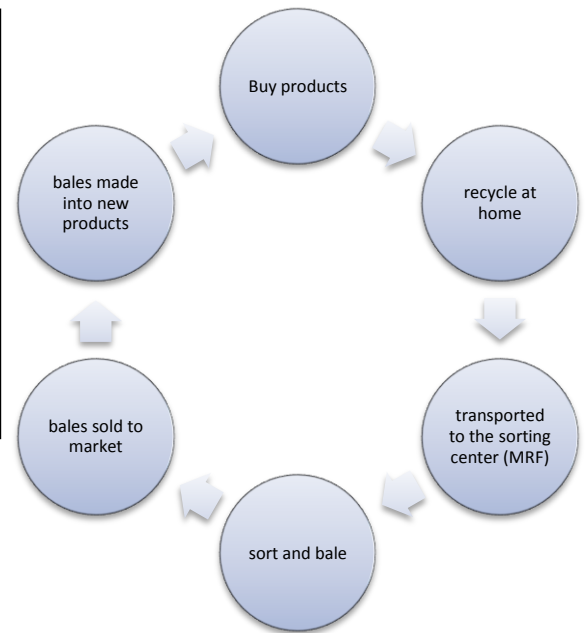 Buy products
recycle at
home
transported
to the sorting
center (MRF)
sort and bale
bales sold to
market
bales made
into new
products